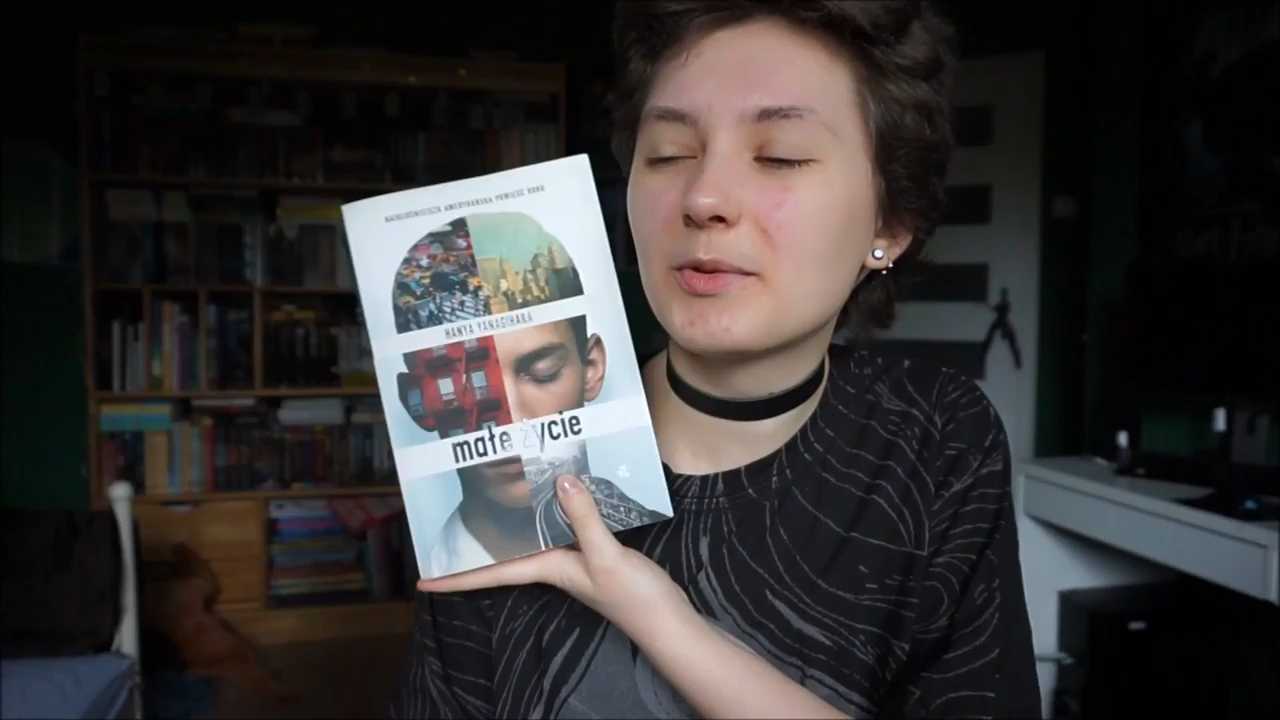 NAJGŁOŚNIEJSZA AMERYKAŃSKA POWIEŚĆ ROKU
HANYA YANAGIHARA
małe życie